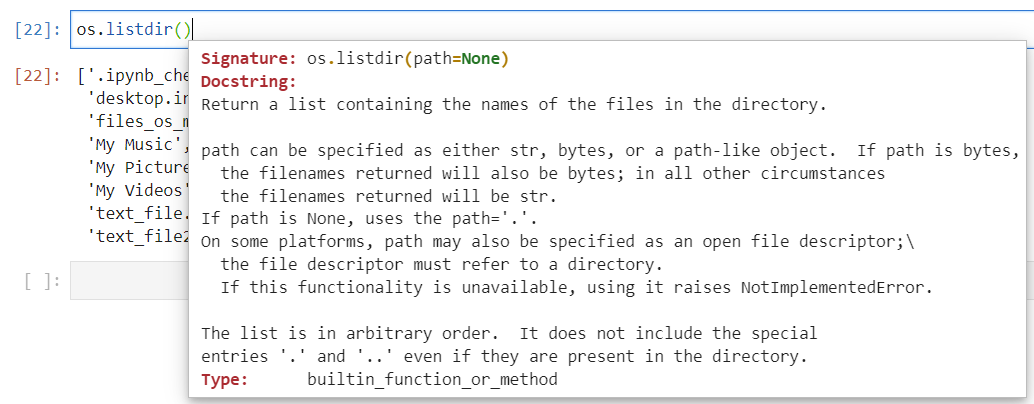 [22]: os.listdir()
Signature: os.listdir(path=None)
Docstring:
Return a list containing the names of the files in the directory.
path can be specified as either str, bytes, or a path-like object.  If path is bytes,
the filenames returned will also be bytes; in all other circumstances
the filenames returned will be str.
If path is None, uses the path='.'.
On some platforms, path may also be specified as an open file descriptor;\
the file descriptor must refer to a directory.
If this functionality is unavailable, using it raises NotImplementedError.
The list is in arbitrary order.  It does not include the special
entries '.' and '..' even if they are present in the directory.
Type:      builtin_function_or_method
[22]: ['.ipynb_che
'desktop.in
'files_os_m
'My Music',
'My Picture
'My Videos'
'text_file.
'text_file2
[ ]: